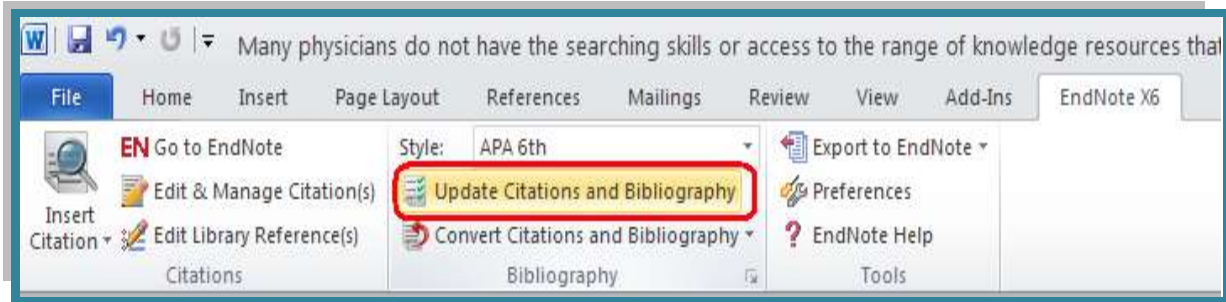 W Many physicians do not have the searching skills or access to the range of knowledge resources that
File Home Insert Page Layout References Mailings Review View Add-Ins EndNote X6
EN Go to EndNote Style: APA 6th Export to EndNote
Edit & Manage Citation(s) Update Citations and Bibliography Preferences
Insert
Citation Edit Library Reference(s) Convert Citations and Bibliography ? EndNote Help
Citations Bibliography Tools